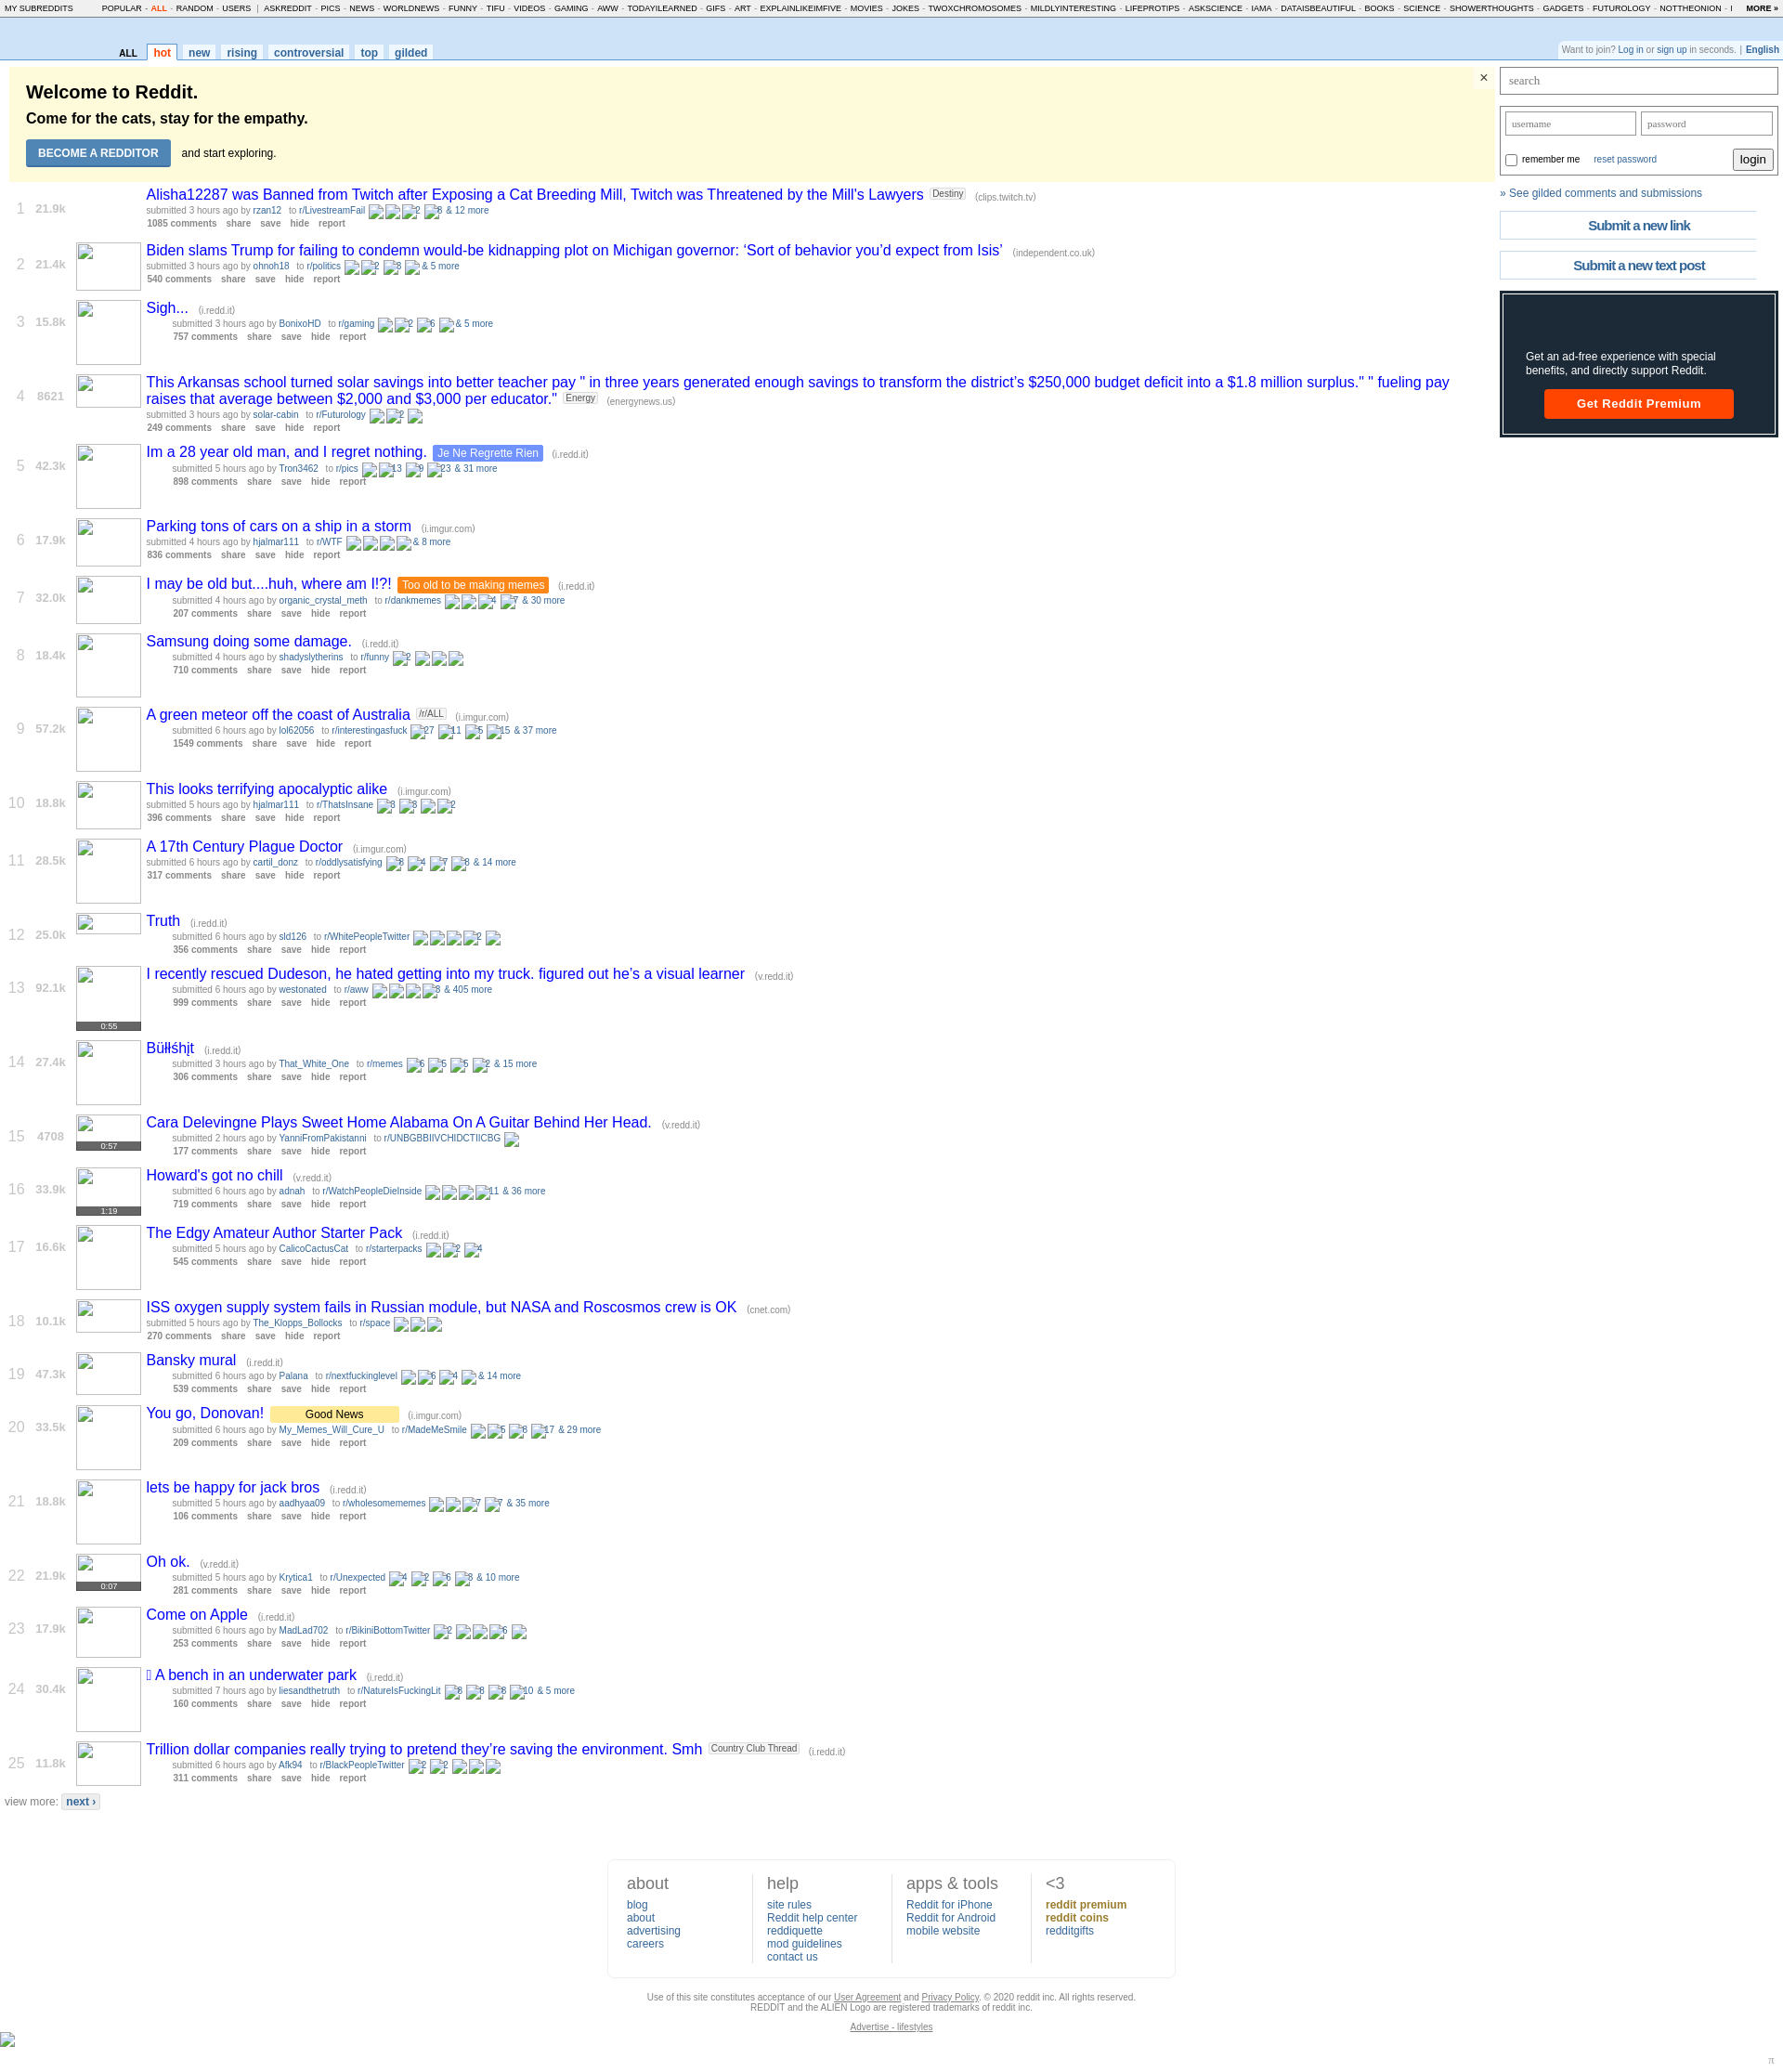 MY SUBREDDITS POPULAR - ALL - RANDOM - USERS | ASKREDDIT - PICS - NEWS - WORLDNEWS - FUNNY - TIFU - VIDEOS - GAMING - AWW - TODAYILEARNED - GIFS - ART - EXPLAINLIKEIMFIVE - MOVIES - JOKES - TWOXCHROMOSOMES - MILDLYINTERESTING - LIFEPROTIPS - ASKSCIENCE - IAMA - DATAISBEAUTIFUL - BOOKS - SCIENCE - SHOWERTHOUGHTS - GADGETS - FUTUROLOGY - NOTTHEONION - I MORE »
ALL hot new rising controversial top gilded
Want to join? Log in or sign up in seconds. | English
Welcome to Reddit.
Come for the cats, stay for the empathy.
BECOME A REDDITOR and start exploring.
×
search
username password
remember me reset password login
» See gilded comments and submissions
Submit a new link
Submit a new text post
Get an ad-free experience with special
benefits, and directly support Reddit.
Get Reddit Premium
1 21.9k Alisha12287 was Banned from Twitch after Exposing a Cat Breeding Mill, Twitch was Threatened by the Mill's Lawyers Destiny (clips.twitch.tv)
submitted 3 hours ago by rzan12 to r/LivestreamFail 2 8 & 12 more
1085 comments share save hide report
2 21.4k Biden slams Trump for failing to condemn would-be kidnapping plot on Michigan governor: ‘Sort of behavior you’d expect from Isis’ (independent.co.uk)
submitted 3 hours ago by ohnoh18 to r/politics 2 3 & 5 more
540 comments share save hide report
3 15.8k Sigh... (i.redd.it)
submitted 3 hours ago by BonixoHD to r/gaming 2 6 & 5 more
757 comments share save hide report
4 8621 This Arkansas school turned solar savings into better teacher pay " in three years generated enough savings to transform the district’s $250,000 budget deficit into a $1.8 million surplus." " fueling pay
raises that average between $2,000 and $3,000 per educator." Energy (energynews.us)
submitted 3 hours ago by solar-cabin to r/Futurology 2
249 comments share save hide report
5 42.3k Im a 28 year old man, and I regret nothing. Je Ne Regrette Rien (i.redd.it)
submitted 5 hours ago by Tron3462 to r/pics 13 9 23 & 31 more
898 comments share save hide report
6 17.9k Parking tons of cars on a ship in a storm (i.imgur.com)
submitted 4 hours ago by hjalmar111 to r/WTF & 8 more
836 comments share save hide report
7 32.0k I may be old but....huh, where am I!?! Too old to be making memes (i.redd.it)
submitted 4 hours ago by organic_crystal_meth to r/dankmemes 4 7 & 30 more
207 comments share save hide report
8 18.4k Samsung doing some damage. (i.redd.it)
submitted 4 hours ago by shadyslytherins to r/funny 2
710 comments share save hide report
9 57.2k A green meteor off the coast of Australia /r/ALL (i.imgur.com)
submitted 6 hours ago by lol62056 to r/interestingasfuck 27 11 5 15 & 37 more
1549 comments share save hide report
10 18.8k This looks terrifying apocalyptic alike (i.imgur.com)
submitted 5 hours ago by hjalmar111 to r/ThatsInsane 3 3 2
396 comments share save hide report
11 28.5k A 17th Century Plague Doctor (i.imgur.com)
submitted 6 hours ago by cartil_donz to r/oddlysatisfying 3 4 7 8 & 14 more
317 comments share save hide report
12 25.0k Truth (i.redd.it)
submitted 6 hours ago by sld126 to r/WhitePeopleTwitter 2
356 comments share save hide report
13 92.1k I recently rescued Dudeson, he hated getting into my truck. figured out he’s a visual learner (v.redd.it)
submitted 6 hours ago by westonated to r/aww 3 & 405 more
999 comments share save hide report
0:55
14 27.4k Büłłśhįt (i.redd.it)
submitted 3 hours ago by That_White_One to r/memes 6 5 5 2 & 15 more
306 comments share save hide report
15 4708 Cara Delevingne Plays Sweet Home Alabama On A Guitar Behind Her Head. (v.redd.it)
submitted 2 hours ago by YanniFromPakistanni to r/UNBGBBIIVCHIDCTIICBG
0:57
177 comments share save hide report
16 33.9k Howard's got no chill (v.redd.it)
submitted 6 hours ago by adnah to r/WatchPeopleDieInside 11 & 36 more
719 comments share save hide report
1:19
17 16.6k The Edgy Amateur Author Starter Pack (i.redd.it)
submitted 5 hours ago by CalicoCactusCat to r/starterpacks 2 4
545 comments share save hide report
18 10.1k ISS oxygen supply system fails in Russian module, but NASA and Roscosmos crew is OK (cnet.com)
submitted 5 hours ago by The_Klopps_Bollocks to r/space
270 comments share save hide report
19 47.3k Bansky mural (i.redd.it)
submitted 6 hours ago by Palana to r/nextfuckinglevel 6 4 & 14 more
539 comments share save hide report
20 33.5k You go, Donovan! Good News (i.imgur.com)
submitted 6 hours ago by My_Memes_Will_Cure_U to r/MadeMeSmile 5 8 17 & 29 more
209 comments share save hide report
21 18.8k lets be happy for jack bros (i.redd.it)
submitted 5 hours ago by aadhyaa09 to r/wholesomememes 7 7 & 35 more
106 comments share save hide report
22 21.9k Oh ok. (v.redd.it)
submitted 5 hours ago by Krytica1 to r/Unexpected 4 2 6 3 & 10 more
0:07
281 comments share save hide report
23 17.9k Come on Apple (i.redd.it)
submitted 6 hours ago by MadLad702 to r/BikiniBottomTwitter 2 6
253 comments share save hide report
24 30.4k A bench in an underwater park (i.redd.it)
submitted 7 hours ago by liesandthetruth to r/NatureIsFuckingLit 8 8 8 10 & 5 more
160 comments share save hide report
25 11.8k Trillion dollar companies really trying to pretend they’re saving the environment. Smh Country Club Thread (i.redd.it)
submitted 6 hours ago by Afk94 to r/BlackPeopleTwitter 2 2
311 comments share save hide report
view more: next ›
about
blog
about
advertising
careers
help
site rules
Reddit help center
reddiquette
mod guidelines
contact us
apps & tools
Reddit for iPhone
Reddit for Android
mobile website
<3
reddit premium
reddit coins
redditgifts
Use of this site constitutes acceptance of our User Agreement and Privacy Policy. © 2020 reddit inc. All rights reserved.
REDDIT and the ALIEN Logo are registered trademarks of reddit inc.
Advertise - lifestyles
π